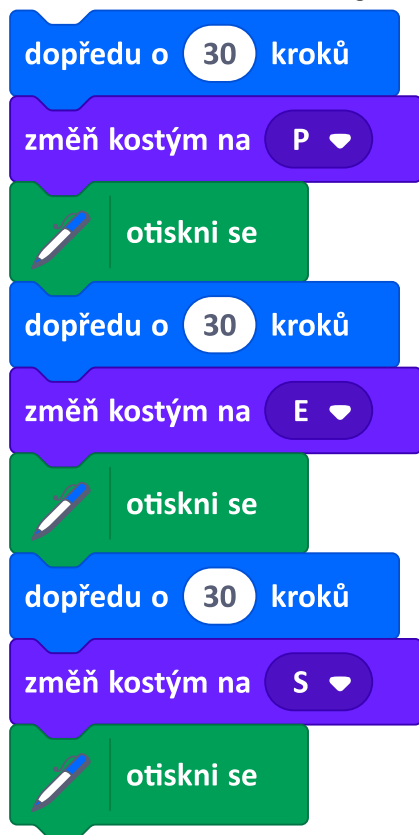 dopředu o 30 kroků
změň kostým na P
otiskni se
dopředu o 30 kroků
změň kostým na E
otiskni se
dopředu o 30 kroků
změň kostým na S
otiskni se